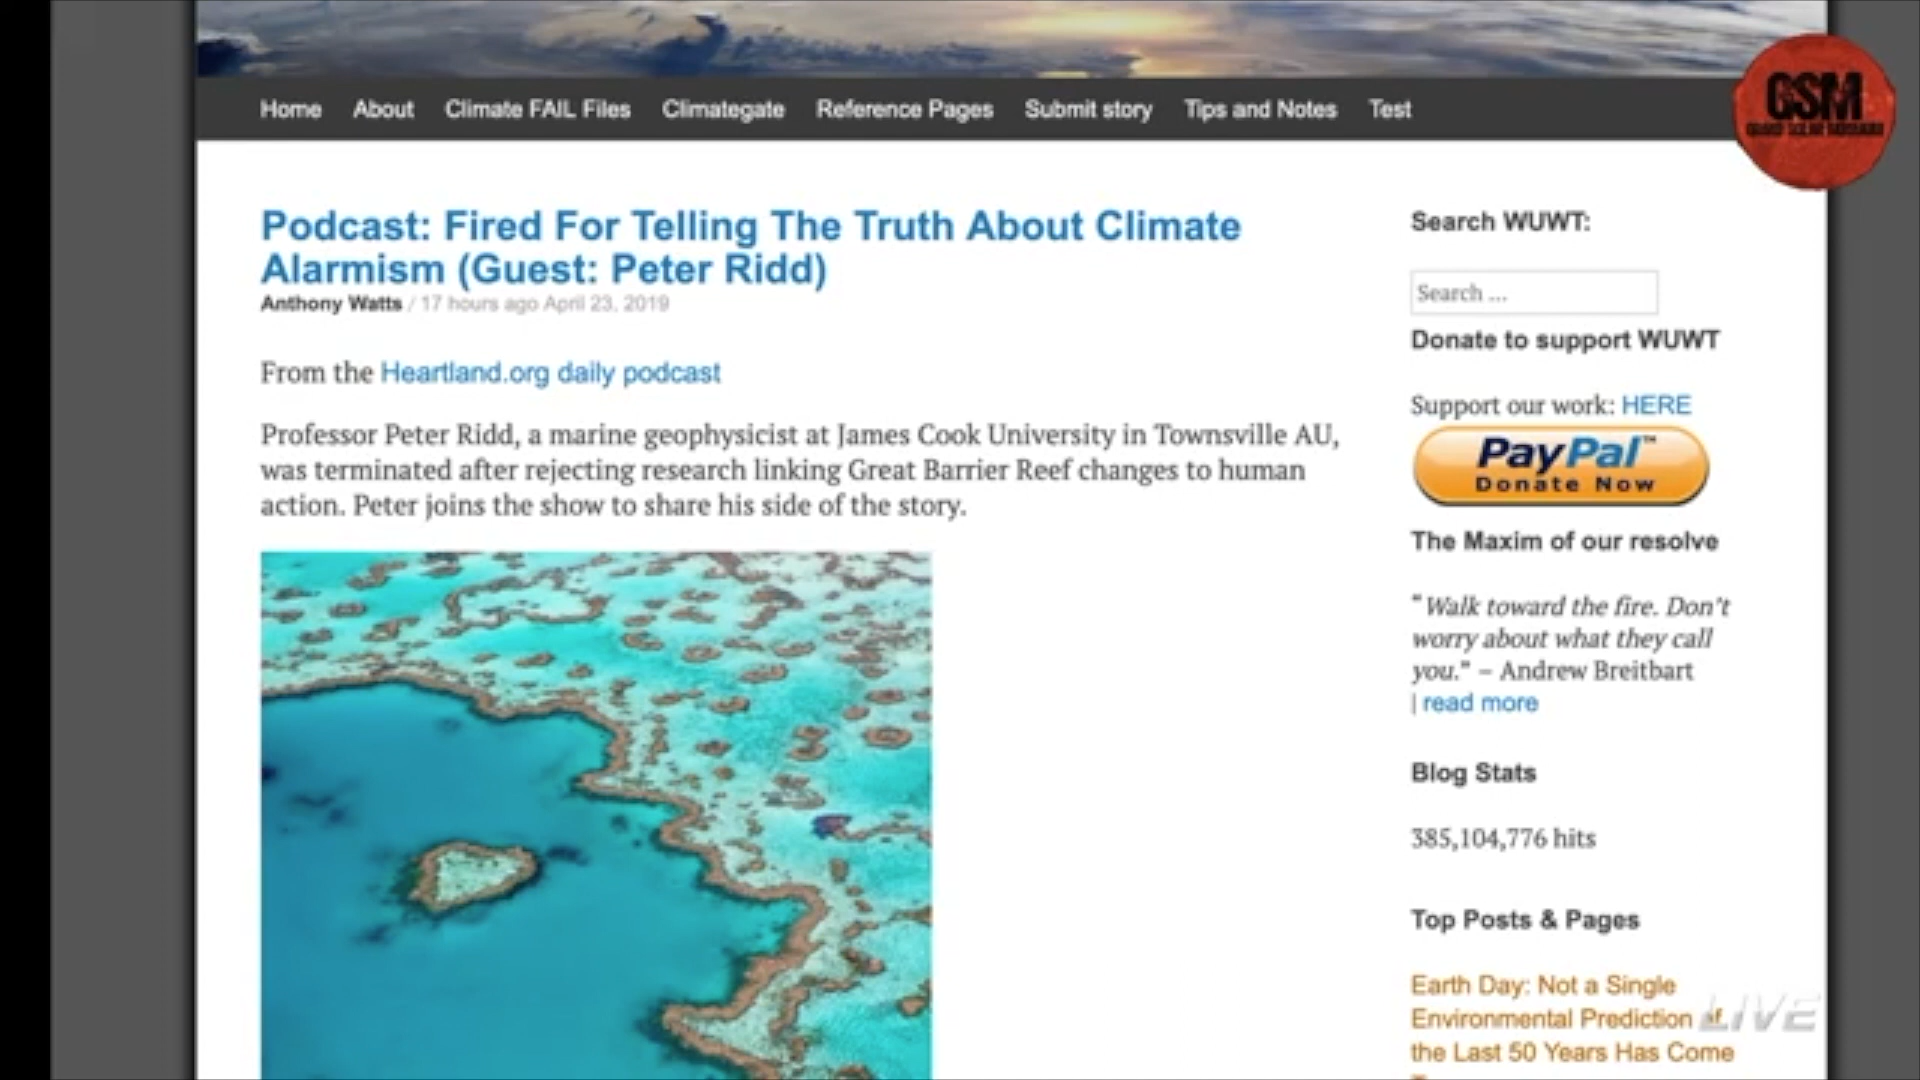 Home About Climate FAIL Files Climategate Reference Pages Submit story Tips and Notes Test
GSM
Podcast: Fired For Telling The Truth About Climate
Alarmism (Guest: Peter Ridd)
Anthony Watts / 17 hours ago April 23, 2019
From the Heartland.org daily podcast
Professor Peter Ridd, a marine geophysicist at James Cook University in Townsville AU,
was terminated after rejecting research linking Great Barrier Reef changes to human
action. Peter joins the show to share his side of the story.
Search WUWT:
Search ...
Donate to support WUWT
Support our work: HERE
PayPal™
Donate Now
The Maxim of our resolve
"Walk toward the fire. Don't
worry about what they call
you." – Andrew Breitbart
| read more
Blog Stats
385,104,776 hits
Top Posts & Pages
Earth Day: Not a Single
Environmental Prediction of
the Last 50 Years Has Come
LIVE